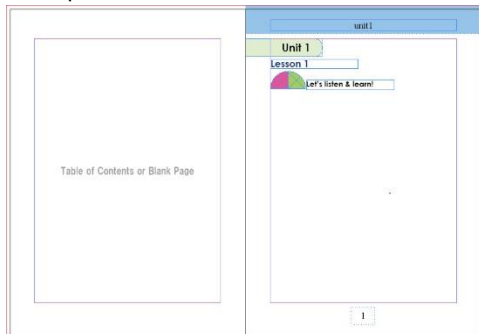 Table of Contents or Blank Page
unit1
Unit 1
Lesson 1
Let's listen & learn!
1